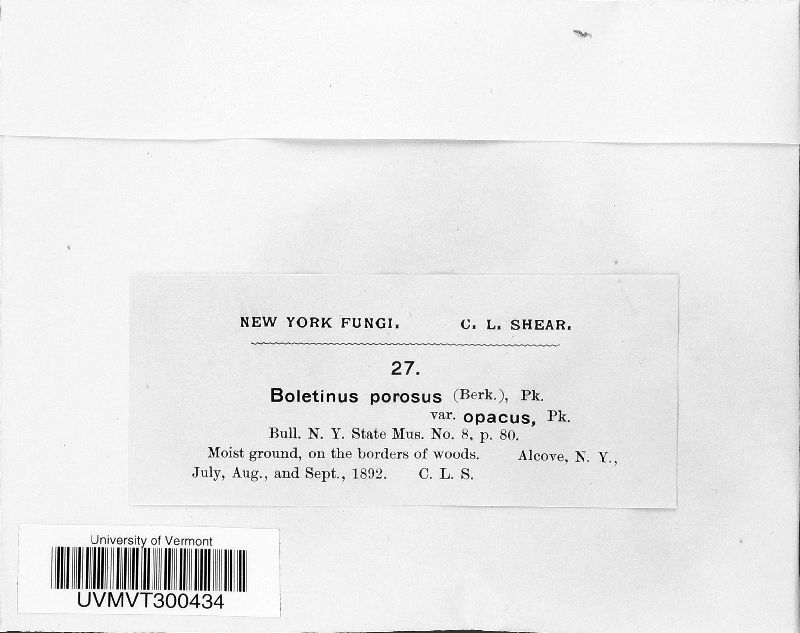 NEW YORK FUNGI. C. L. SHEAR.
27.
Boletinus porosus (Berk.), Pk.
var. opacus, Pk.
Bull. N. Y. State Mus. No. 8, p. 80.
Moist ground, on the borders of woods. Alcove, N. Y.,
July, Aug., and Sept., 1892. C. L. S.
University of Vermont
UVMVT300434